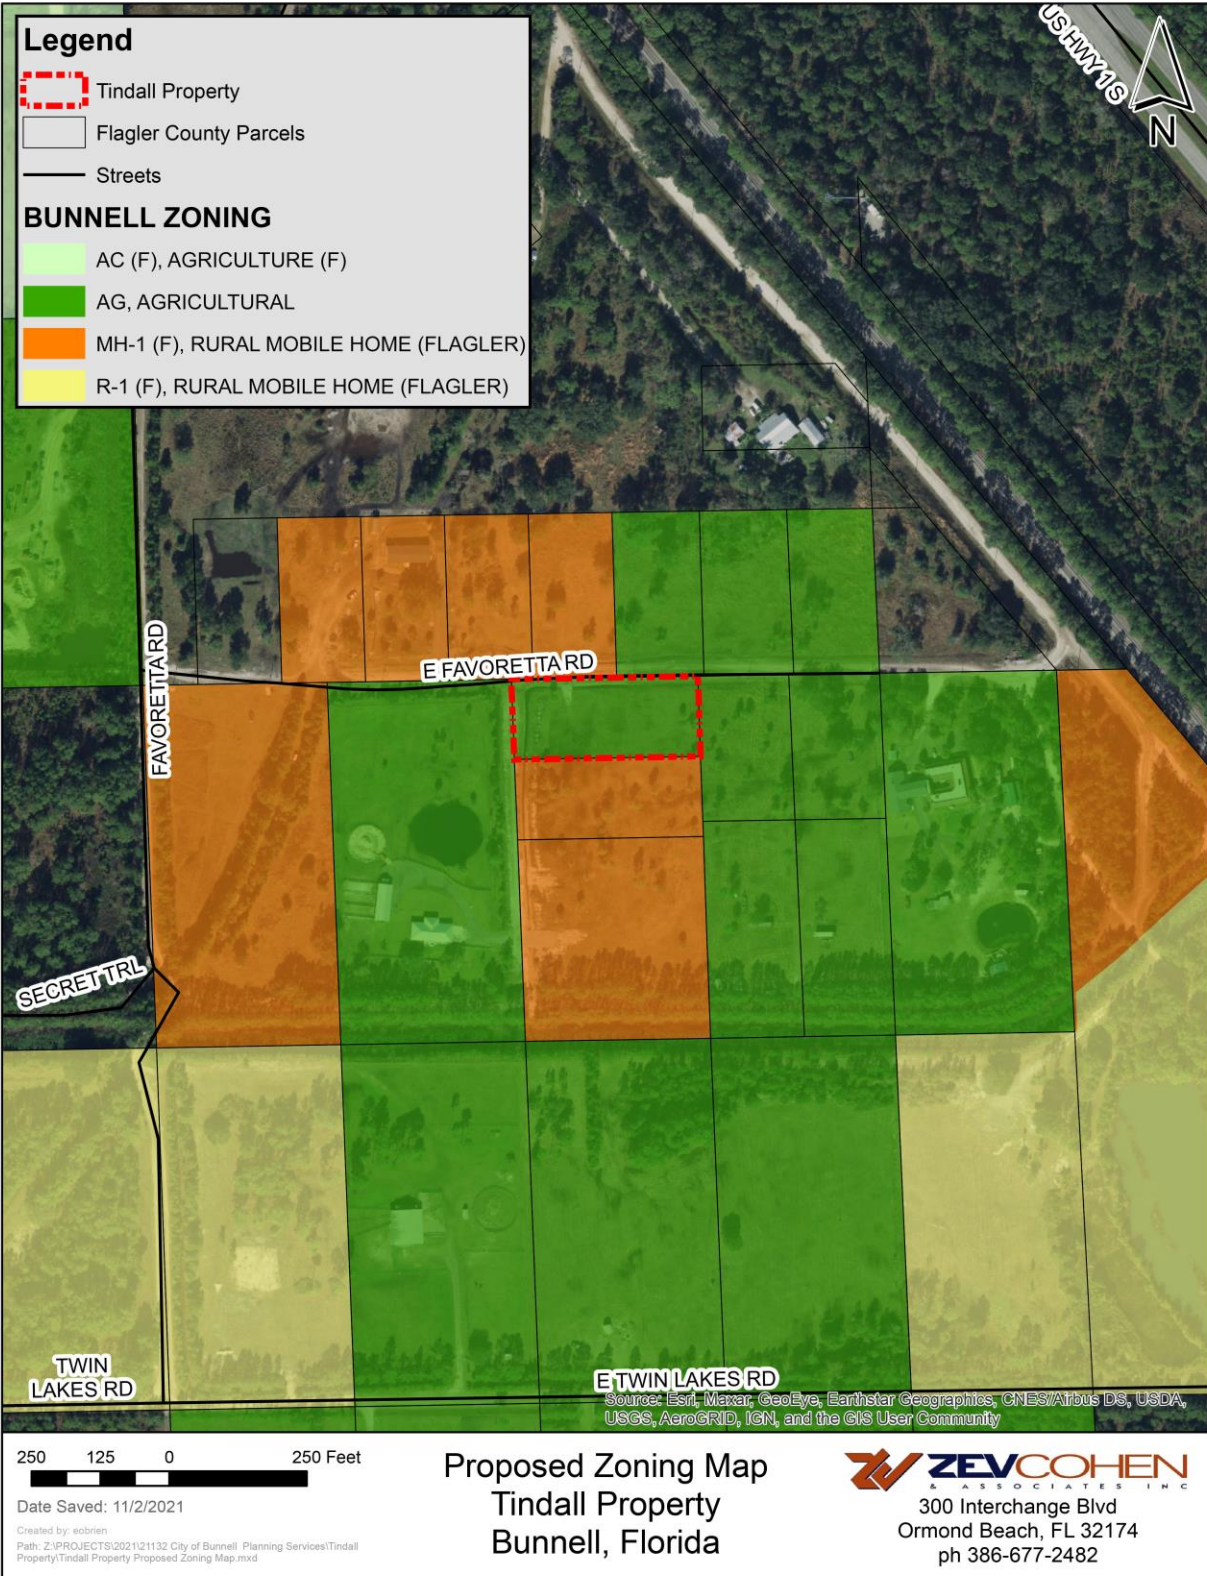 Legend
Tindall Property
Flagler County Parcels
Streets
BUNNELL ZONING
AC (F), AGRICULTURE (F)
AG, AGRICULTURAL
MH-1 (F), RURAL MOBILE HOME (FLAGLER)
R-1 (F), RURAL MOBILE HOME (FLAGLER)
US HWY 1 S
N
E FAVORETTA RD
FAVORETTA RD
SECRET TRL
TWIN
LAKES RD
E TWIN LAKES RD
Source: Esri, Maxar, GeoEye, Earthstar Geographics, CNES/Airbus DS, USDA,
USGS, AeroGRID, IGN, and the GIS User Community
250 125 0 250 Feet
Date Saved: 11/2/2021
Created by: eobrien
Path: Z:\PROJECTS\2021\21132 City of Bunnell Planning Services\Tindall
Property\Tindall Property Proposed Zoning Map.mxd
Proposed Zoning Map
Tindall Property
Bunnell, Florida
ZEV COHEN
& ASSOCIATES INC
300 Interchange Blvd
Ormond Beach, FL 32174
ph 386-677-2482